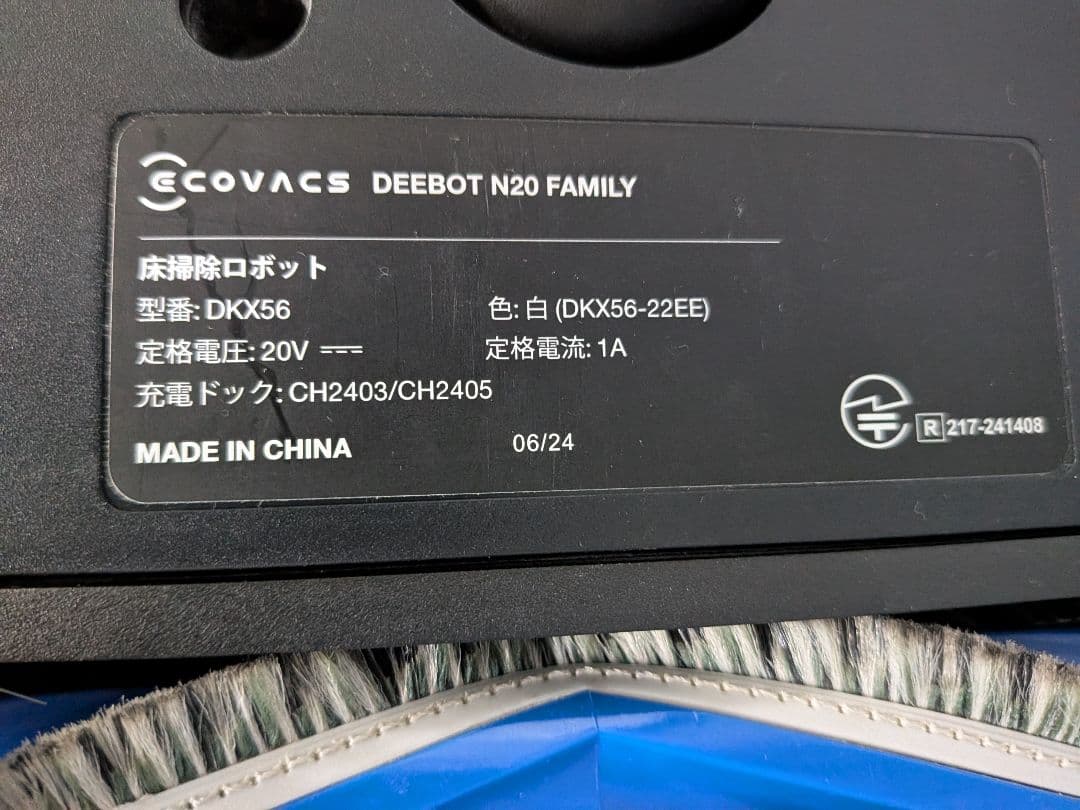 ECOVACS DEEBOT N20 FAMILY
床掃除ロボット
型番: DKX56 色: 白 (DKX56-22EE)
定格電圧: 20V 定格電流: 1A
充電ドック: CH2403/CH2405
MADE IN CHINA 06/24
R 217-241408